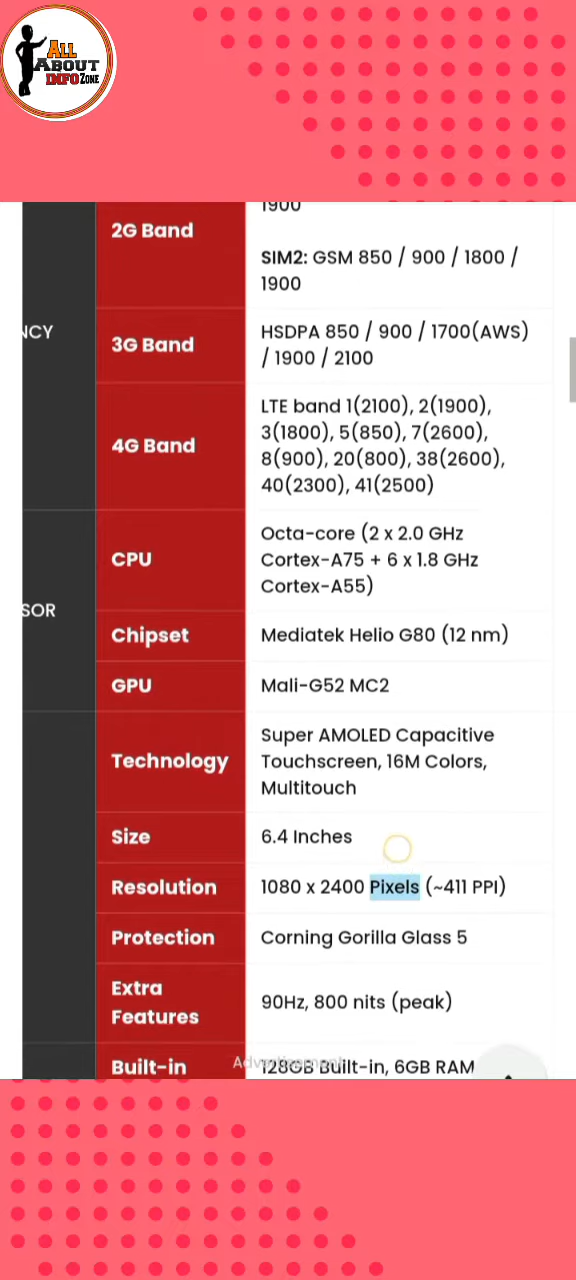 ALL
ABOUT
INFO ZONE
1900
2G Band
SIM2: GSM 850 / 900 / 1800 /
1900
NCY
3G Band
HSDPA 850 / 900 / 1700(AWS)
/ 1900 / 2100
4G Band
LTE band 1(2100), 2(1900),
3(1800), 5(850), 7(2600),
8(900), 20(800), 38(2600),
40(2300), 41(2500)
SOR
CPU
Octa-core (2 x 2.0 GHz
Cortex-A75 + 6 x 1.8 GHz
Cortex-A55)
Chipset
Mediatek Helio G80 (12 nm)
GPU
Mali-G52 MC2
Technology
Super AMOLED Capacitive
Touchscreen, 16M Colors,
Multitouch
Size
6.4 Inches
Resolution
1080 x 2400 Pixels (~411 PPI)
Protection
Corning Gorilla Glass 5
Extra
Features
90Hz, 800 nits (peak)
Built-in
128GB Built-in, 6GB RAM
Advertisement